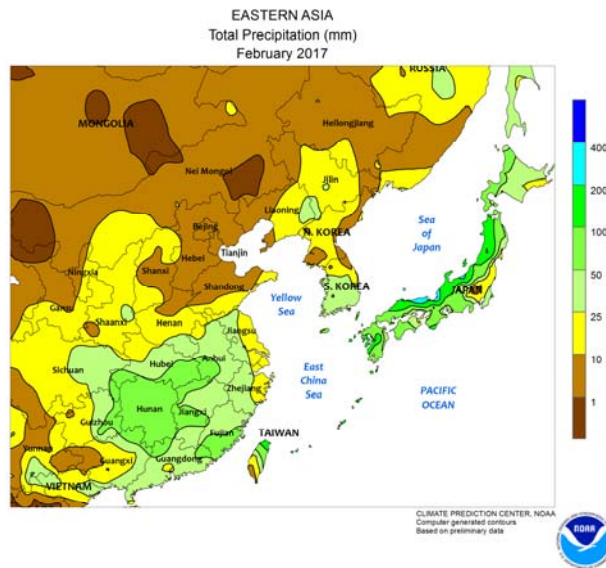 EASTERN ASIA
Total Precipitation (mm)
February 2017
RUSSIA
MONGOLIA
Heilongjiang
Nei Mongol
Jilin
Liaoning
Beijing
N. KOREA
Sea
of
Japan
Tianjin
Hebei
Ningxia
Shanxi
Shandong
S. KOREA
JAPAN
Yellow
Sea
Gansu
Shaanxi
Henan
Jiangsu
Sichuan
Hubei
Anhui
East
China
Sea
Zhejiang
PACIFIC
OCEAN
Hunan
Jiangxi
Guizhou
Fujian
TAIWAN
Yunnan
Guangxi
Guangdong
VIETNAM
400
200
100
50
25
10
1
CLIMATE PREDICTION CENTER, NOAA
Computer generated contours
Based on preliminary data
NOAA